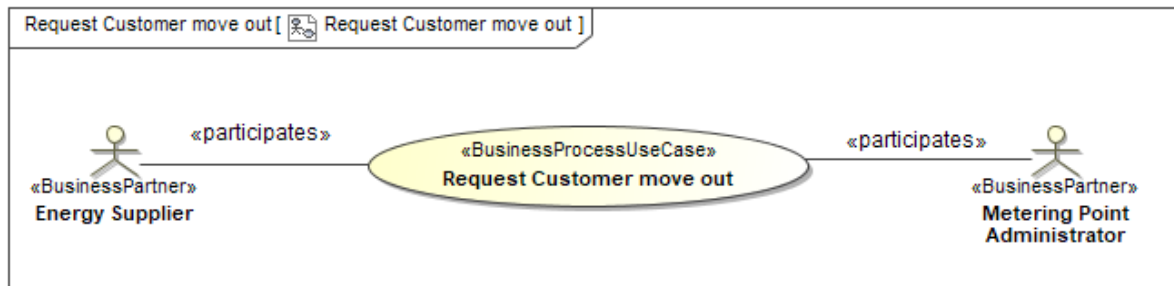 Request Customer move out [ Request Customer move out ]
«participates»
«participates»
«BusinessProcessUseCase»
Request Customer move out
«BusinessPartner»
Energy Supplier
«BusinessPartner»
Metering Point
Administrator